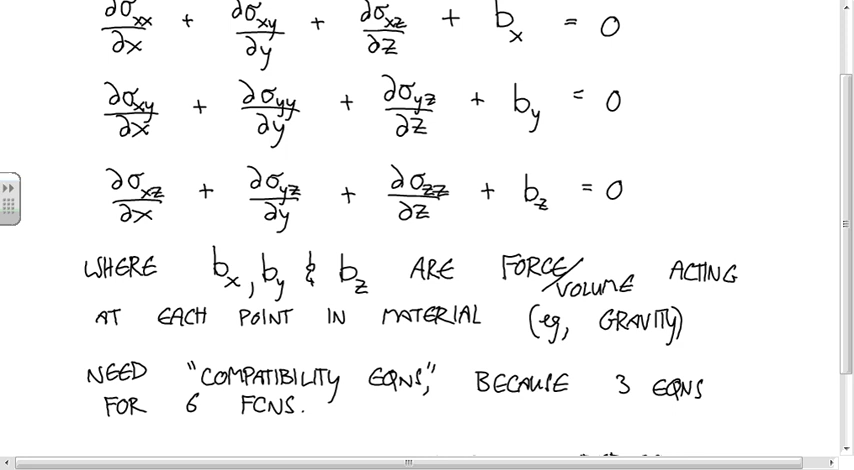 ∂σxx/∂x + ∂σxy/∂y + ∂σxz/∂z + bx = 0
∂σxy/∂x + ∂σyy/∂y + ∂σyz/∂z + by = 0
∂σxz/∂x + ∂σyz/∂y + ∂σzz/∂z + bz = 0
WHERE bx, by & bz ARE FORCE/VOLUME ACTING
AT EACH POINT IN MATERIAL (eg, GRAVITY)
NEED "COMPATIBILITY EQNS," BECAUSE 3 EQNS
FOR 6 FCNS.